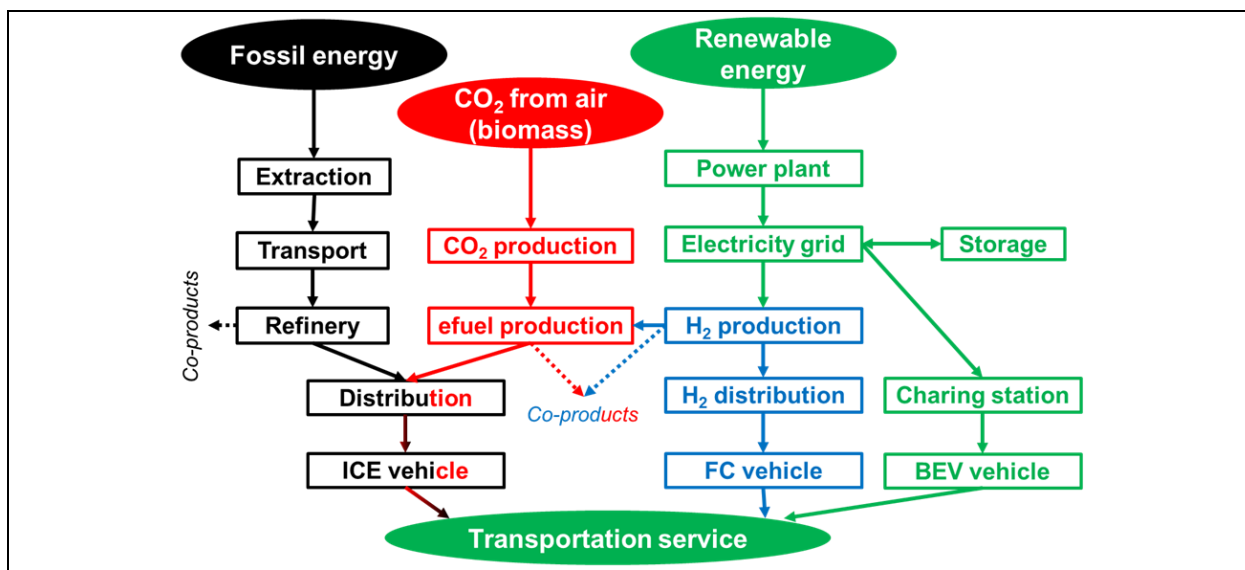 Fossil energy
Renewable
energy
CO₂ from air
(biomass)
Extraction
Power plant
Transport
CO₂ production
Electricity grid
Storage
Co-products
Refinery
efuel production
H₂ production
Distribution
Co-products
H₂ distribution
Charing station
ICE vehicle
FC vehicle
BEV vehicle
Transportation service